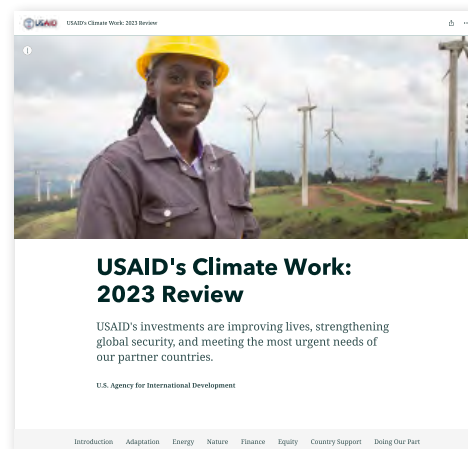 USAID USAID's Climate Work: 2023 Review
USAID's Climate Work:
2023 Review
USAID's investments are improving lives, strengthening
global security, and meeting the most urgent needs of
our partner countries.
U.S. Agency for International Development
Introduction Adaptation Energy Nature Finance Equity Country Support Doing Our Part